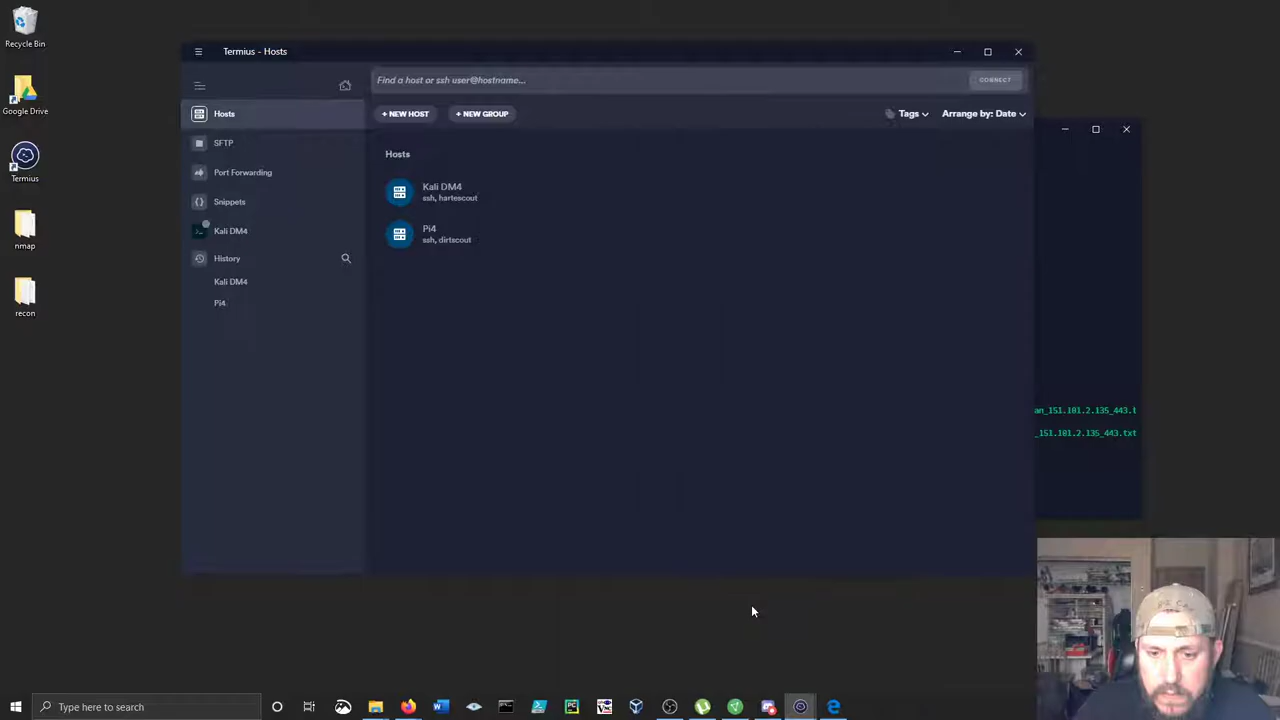 Recycle Bin
Google Drive
Termius
nmap
recon
Termius - Hosts
Find a host or ssh user@hostname...
CONNECT
Hosts
+ NEW HOST
+ NEW GROUP
Tags
Arrange by: Date
SFTP
Port Forwarding
Snippets
Kali DM4
History
Kali DM4
Pi4
Hosts
Kali DM4
ssh, hartescout
Pi4
ssh, dirtscout
an_151.101.2.135_443.t
_151.101.2.135_443.txt
Type here to search